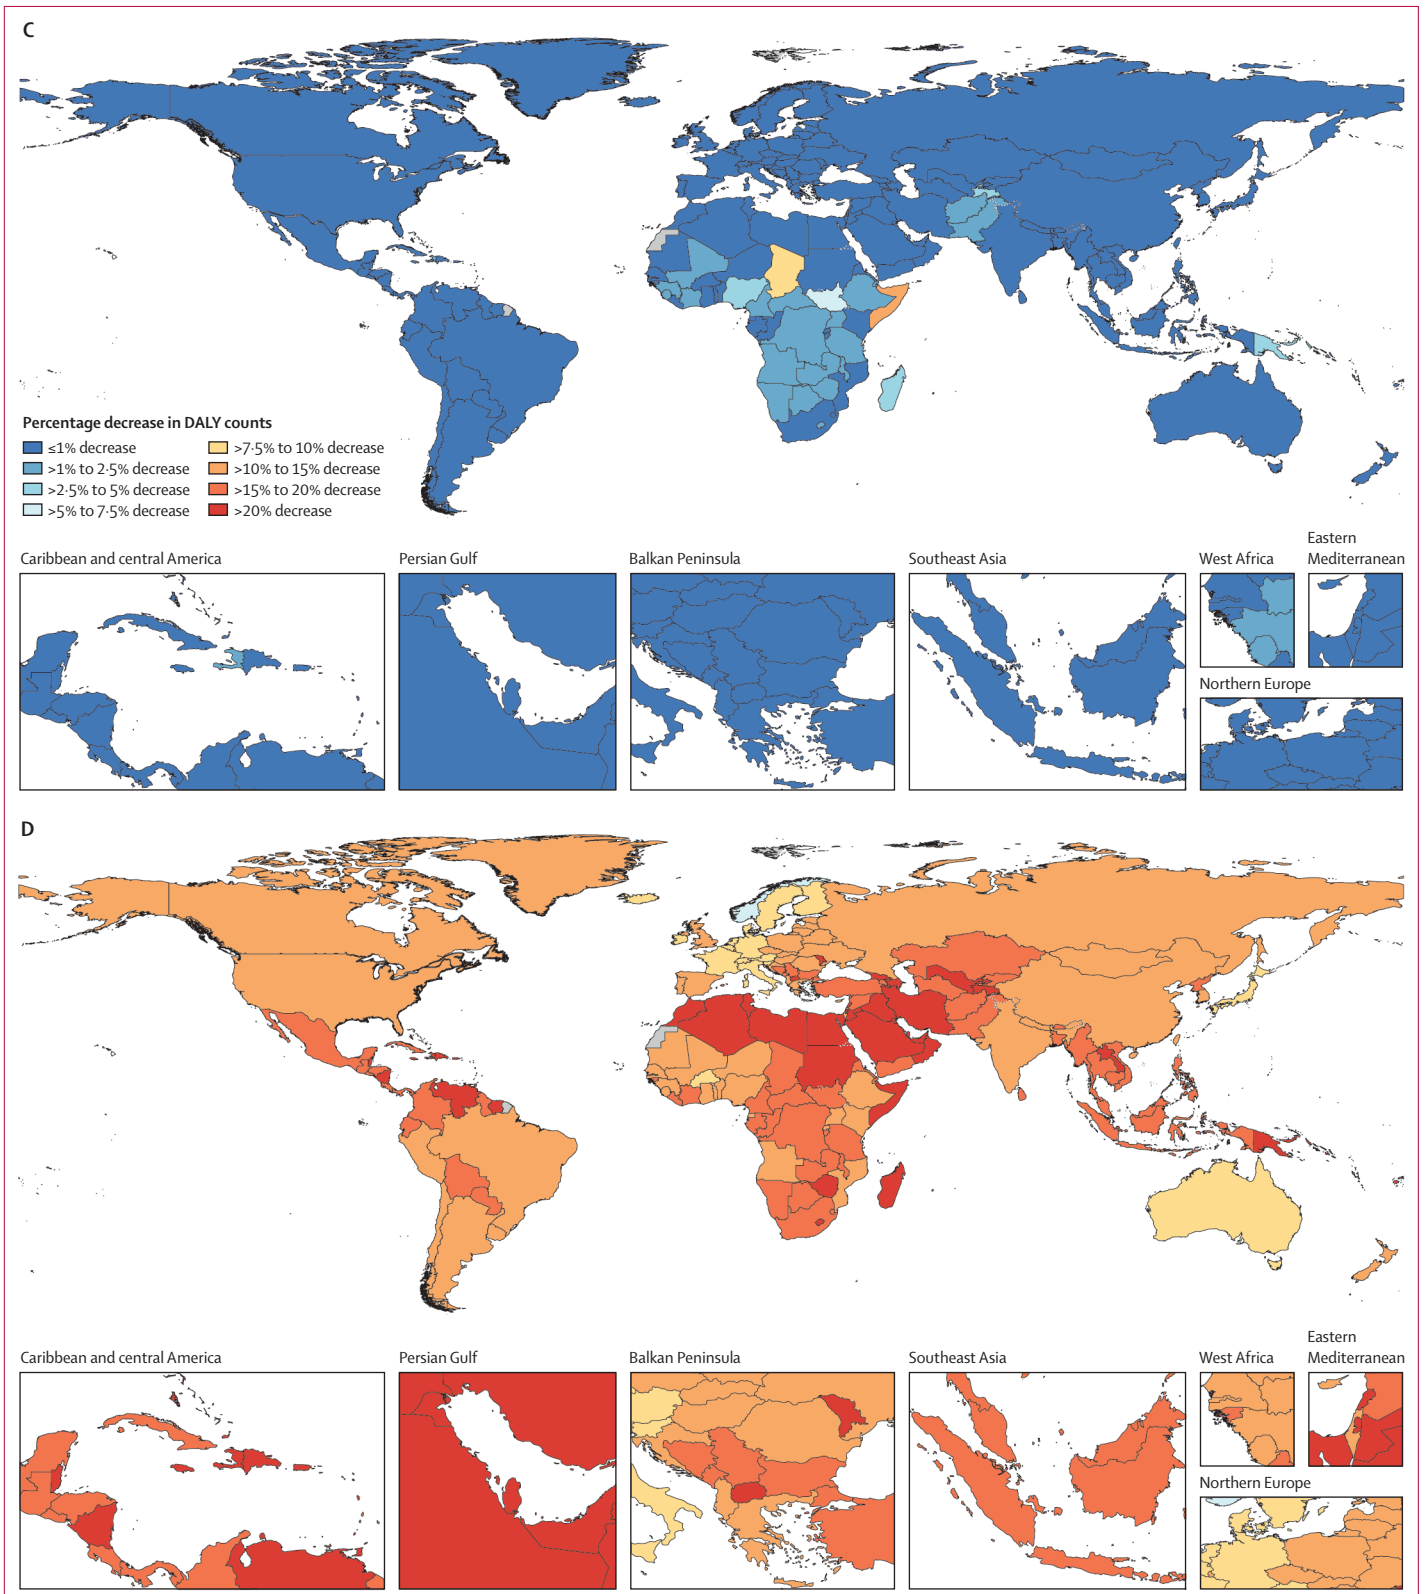 C
Percentage decrease in DALY counts
≤1% decrease
>1% to 2·5% decrease
>2·5% to 5% decrease
>5% to 7·5% decrease
>7·5% to 10% decrease
>10% to 15% decrease
>15% to 20% decrease
>20% decrease
Caribbean and central America
Persian Gulf
Balkan Peninsula
Southeast Asia
West Africa
Eastern
Mediterranean
Northern Europe
D
Caribbean and central America
Persian Gulf
Balkan Peninsula
Southeast Asia
West Africa
Eastern
Mediterranean
Northern Europe